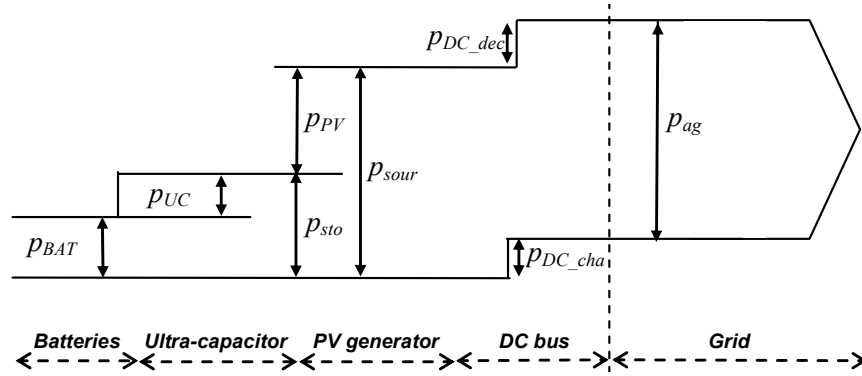 p_DC_dec
p_PV
p_ag
p_sour
p_UC
p_sto
p_BAT
p_DC_cha
Batteries Ultra-capacitor PV generator DC bus Grid